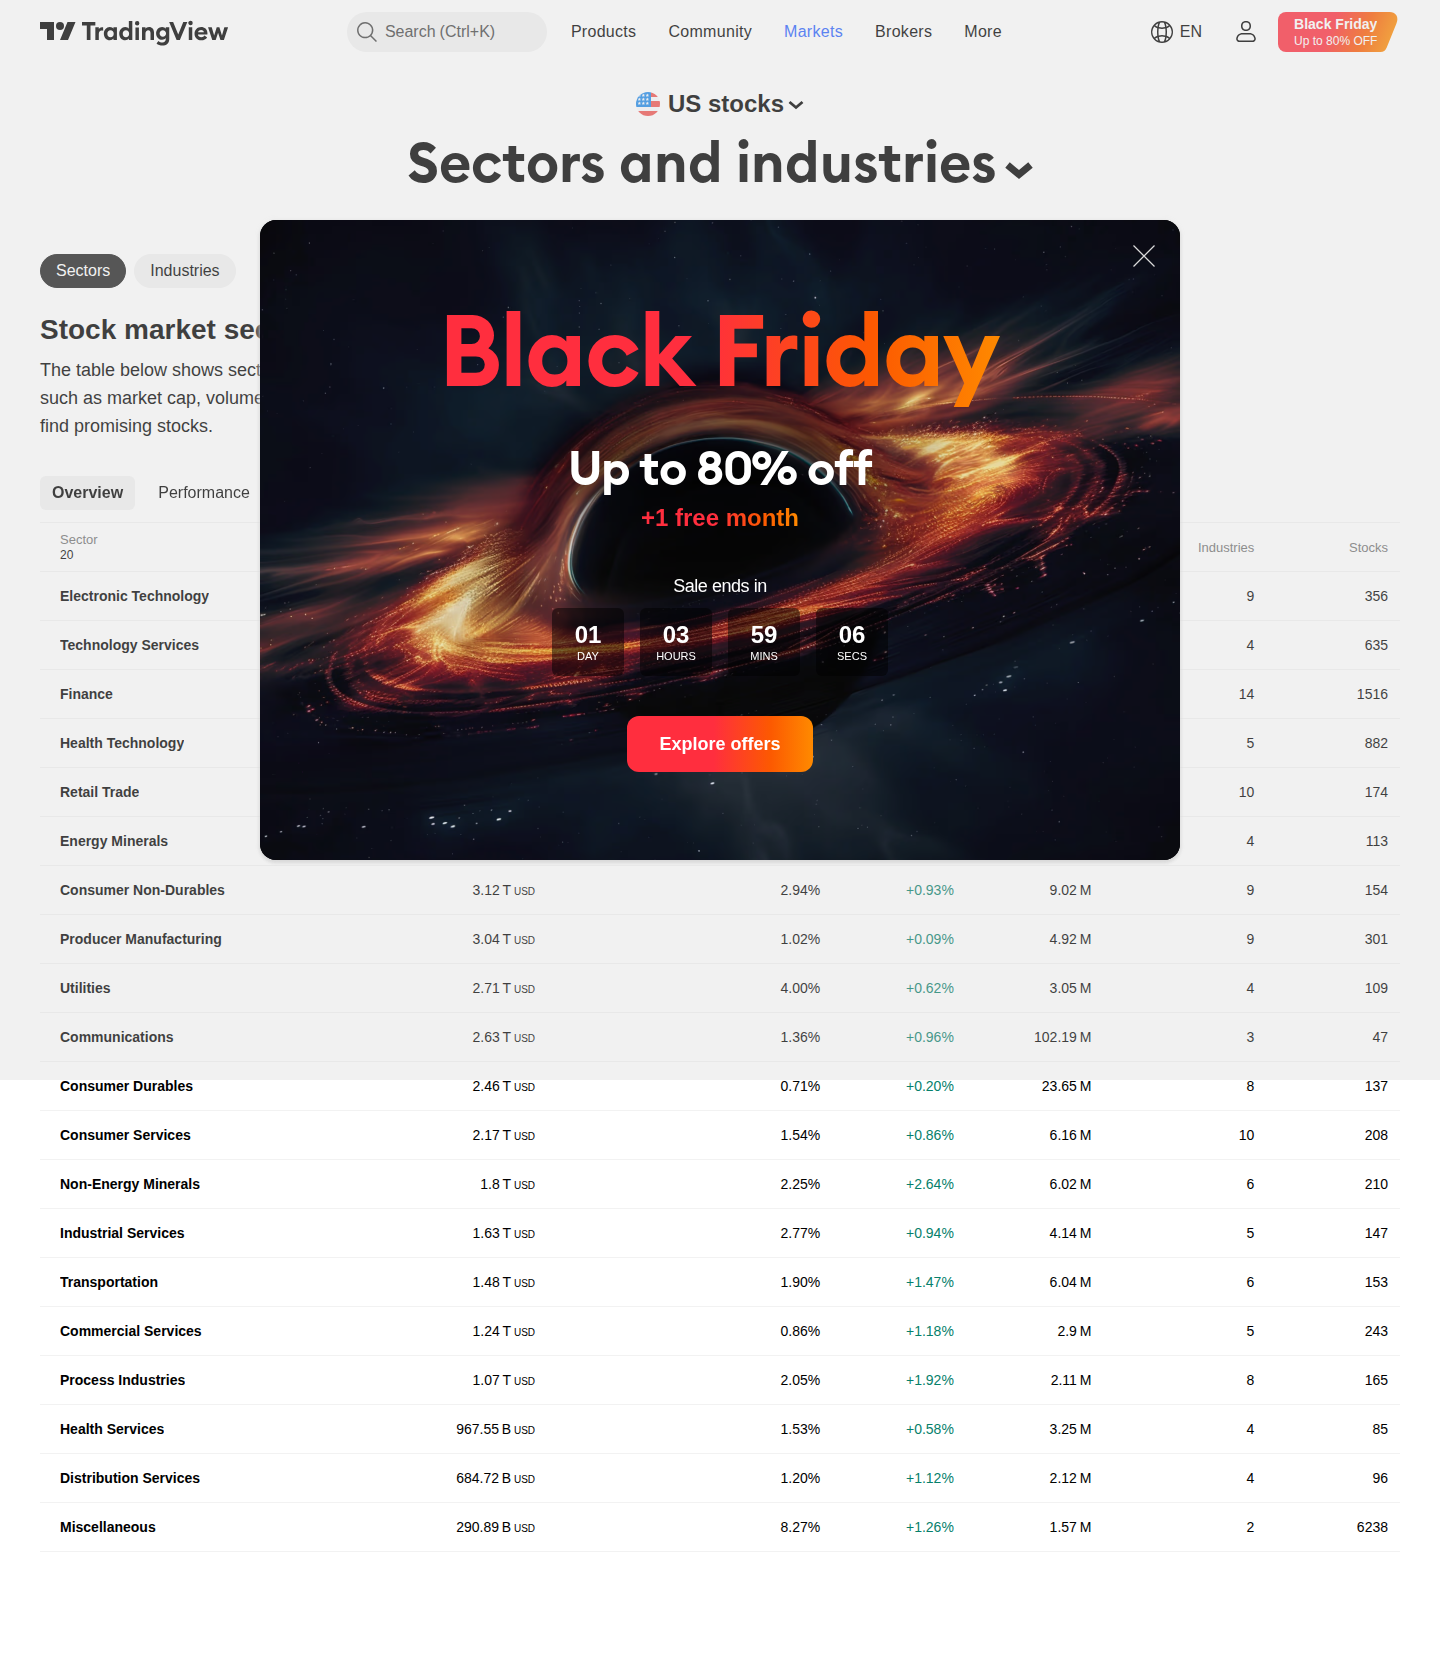 TradingView
Search (Ctrl+K)
Products
Community
Markets
Brokers
More
EN
Black Friday
Up to 80% OFF
US stocks
Sectors and industries
Sectors
Industries
Stock market sec
The table below shows sect
such as market cap, volume
find promising stocks.
Overview
Performance
Black Friday
Up to 80% off
+1 free month
Sale ends in
01 03 59 06
DAY HOURS MINS SECS
Explore offers
Sector Industries Stocks
20
Electronic Technology 9 356
Technology Services 4 635
Finance 14 1516
Health Technology 5 882
Retail Trade 10 174
Energy Minerals 4 113
Consumer Non-Durables 3.12 T USD 2.94% +0.93% 9.02 M 9 154
Producer Manufacturing 3.04 T USD 1.02% +0.09% 4.92 M 9 301
Utilities 2.71 T USD 4.00% +0.62% 3.05 M 4 109
Communications 2.63 T USD 1.36% +0.96% 102.19 M 3 47
Consumer Durables 2.46 T USD 0.71% +0.20% 23.65 M 8 137
Consumer Services 2.17 T USD 1.54% +0.86% 6.16 M 10 208
Non-Energy Minerals 1.8 T USD 2.25% +2.64% 6.02 M 6 210
Industrial Services 1.63 T USD 2.77% +0.94% 4.14 M 5 147
Transportation 1.48 T USD 1.90% +1.47% 6.04 M 6 153
Commercial Services 1.24 T USD 0.86% +1.18% 2.9 M 5 243
Process Industries 1.07 T USD 2.05% +1.92% 2.11 M 8 165
Health Services 967.55 B USD 1.53% +0.58% 3.25 M 4 85
Distribution Services 684.72 B USD 1.20% +1.12% 2.12 M 4 96
Miscellaneous 290.89 B USD 8.27% +1.26% 1.57 M 2 6238